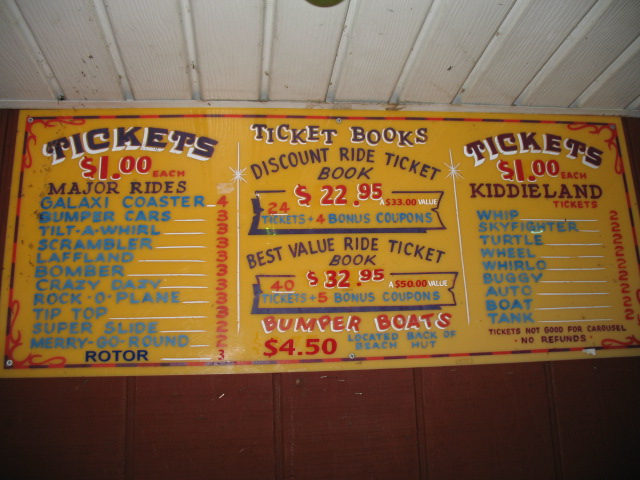 TICKETS
$1.00 EACH
MAJOR RIDES
GALAXI COASTER 4
BUMPER CARS 3
TILT-A-WHIRL 3
SCRAMBLER 3
LAFFLAND 3
BOMBER 3
CRAZY DAZY 3
ROCK-O-PLANE 3
TIP TOP 3
SUPER SLIDE 2
MERRY-GO-ROUND 2
ROTOR 3
TICKET BOOKS
DISCOUNT RIDE TICKET
BOOK
$22.95 A $33.00 VALUE
24
TICKETS + 4 BONUS COUPONS
BEST VALUE RIDE TICKET
BOOK
$32.95 A $50.00 VALUE
40
TICKETS + 5 BONUS COUPONS
BUMPER BOATS
$4.50 LOCATED BACK OF
BEACH HUT
TICKETS
$1.00 EACH
KIDDIELAND
TICKETS
WHIP 2
SKYFIGHTER 2
TURTLE 2
WHEEL 2
WHIRLO 2
BUGGY 2
AUTO 2
BOAT 2
TANK 2
TICKETS NOT GOOD FOR CAROUSEL
· NO REFUNDS ·